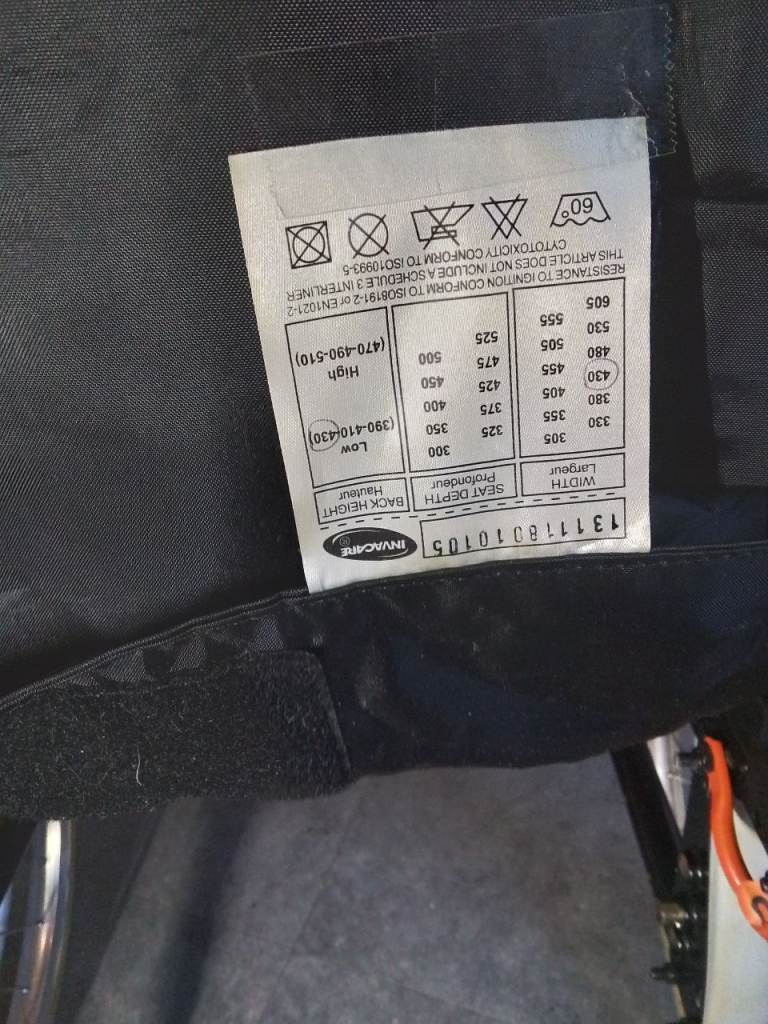 131118010105
INVACARE
WIDTH
Largeur
SEAT DEPTH
Profondeur
BACK HEIGHT
Hauteur
305
330 355
380 405
430 455
480 505
530 555
605
300
325 350
375 400
425 450
475 500
525
Low
(390-410-430)
High
(470-490-510)
RESISTANCE TO IGNITION CONFORM TO ISO8191-2 or EN1021-2
THIS ARTICLE DOES NOT INCLUDE A SCHEDULE 3 INTERLINER
CYTOTOXICITY CONFORM TO ISO10993-5
60°